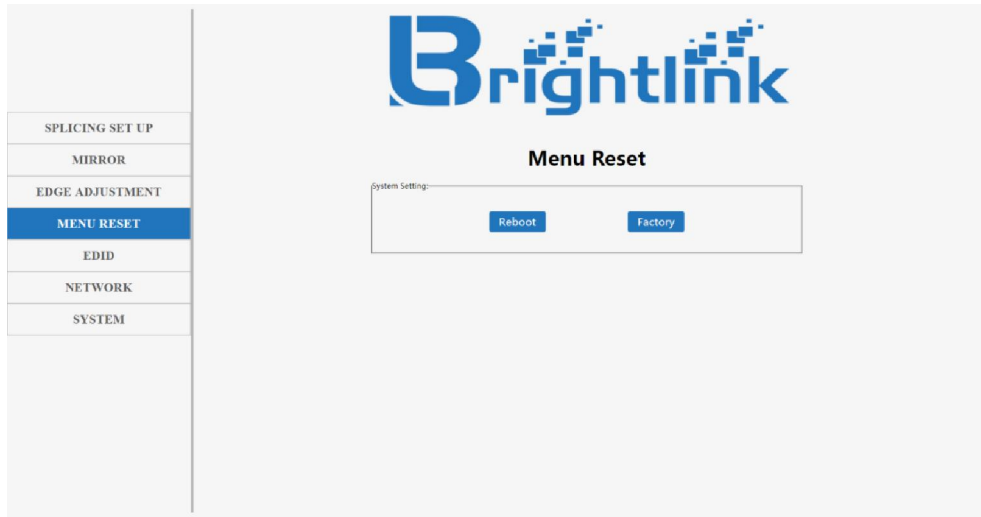 Brightlink
SPLICING SET UP
MIRROR
EDGE ADJUSTMENT
MENU RESET
EDID
NETWORK
SYSTEM
Menu Reset
System Setting:
Reboot Factory